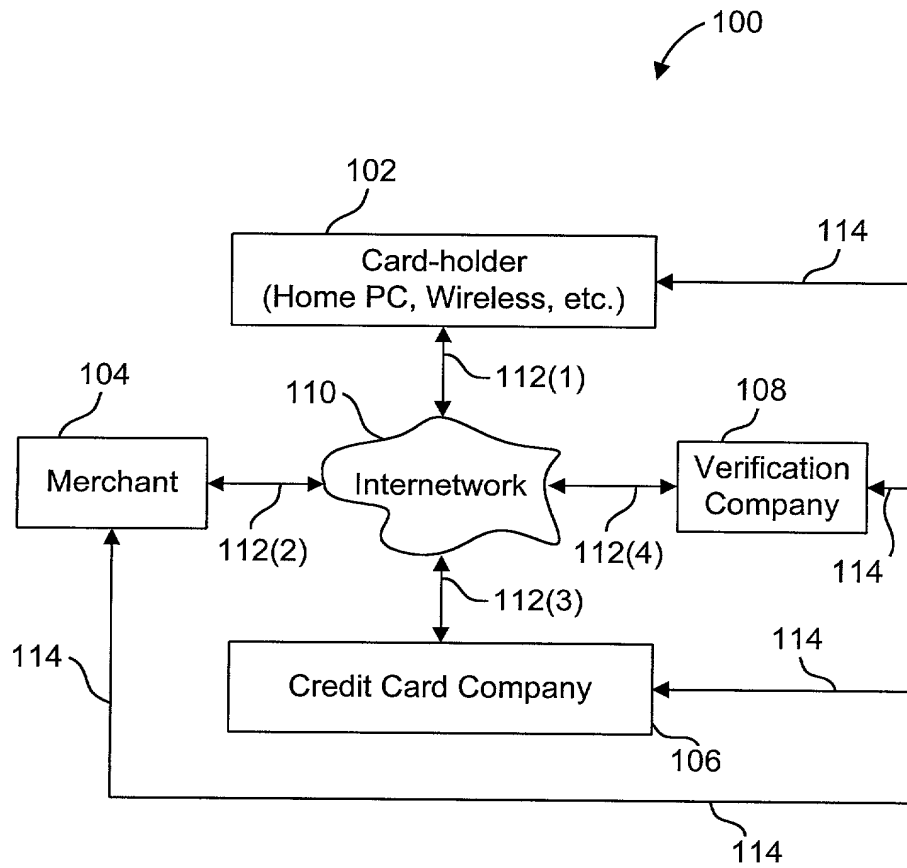 100
102
Card-holder
(Home PC, Wireless, etc.)
114
112(1)
104
110
108
Merchant
Internetwork
Verification
Company
112(2)
112(4)
114
112(3)
114
114
Credit Card Company
106
114